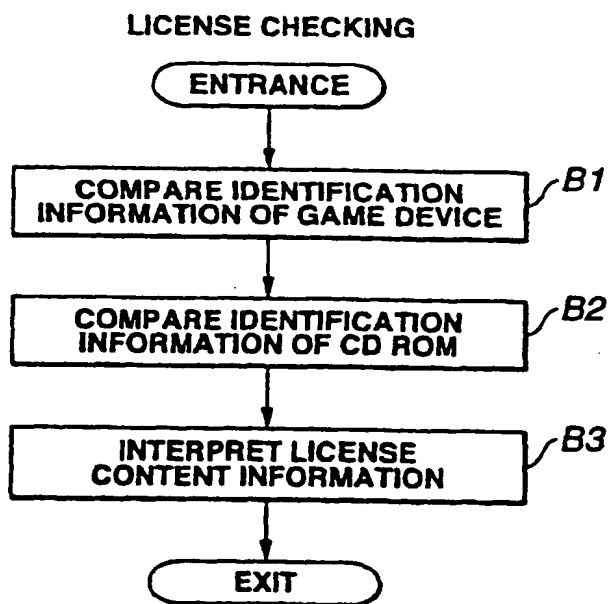 LICENSE CHECKING
ENTRANCE
COMPARE IDENTIFICATION
INFORMATION OF GAME DEVICE
B1
COMPARE IDENTIFICATION
INFORMATION OF CD ROM
B2
INTERPRET LICENSE
CONTENT INFORMATION
B3
EXIT